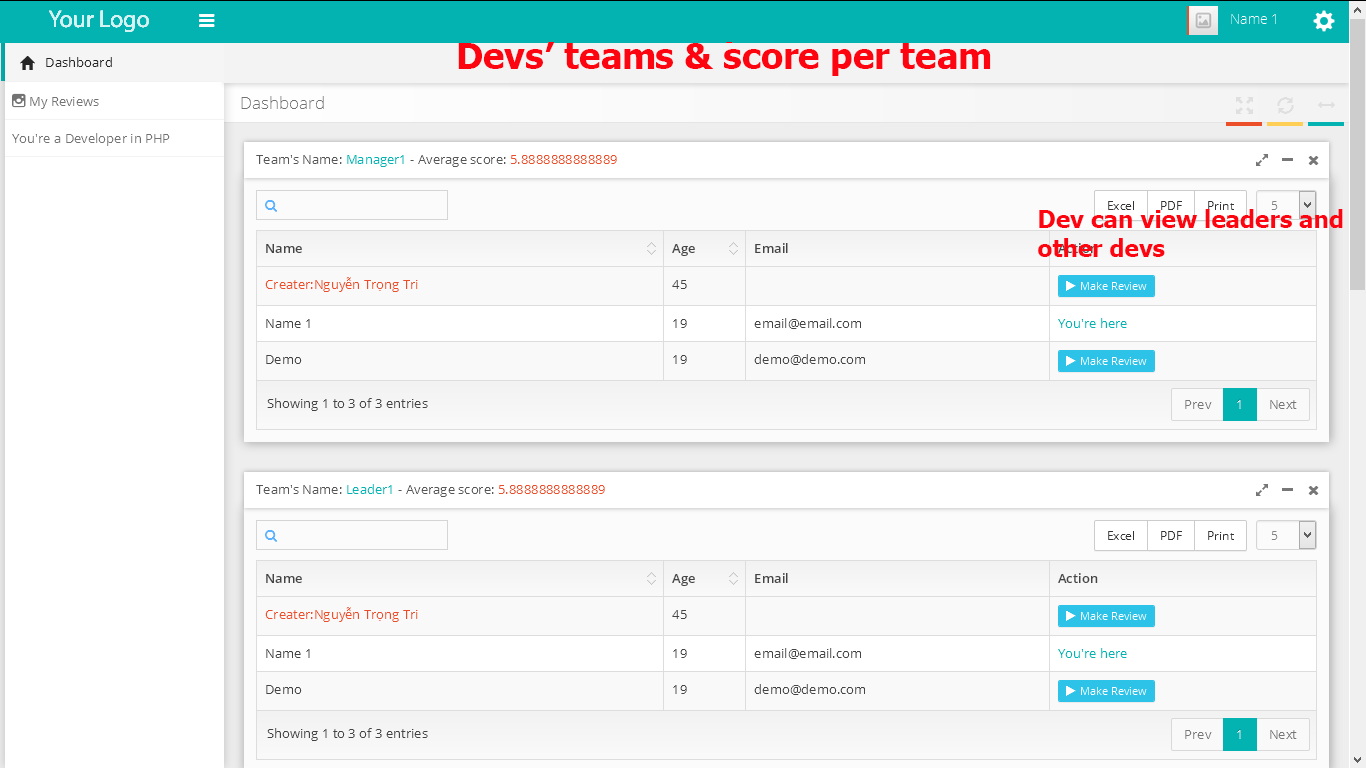 Your Logo
Name 1
Devs’ teams & score per team
Dashboard
My Reviews
You're a Developer in PHP
Dashboard
Team's Name: Manager1 - Average score: 5.8888888888889
Excel PDF Print 5
Dev can view leaders and
other devs
Name Age Email Action
Creater:Nguyễn Trọng Tri 45 Make Review
Name 1 19 email@email.com You're here
Demo 19 demo@demo.com Make Review
Showing 1 to 3 of 3 entries Prev 1 Next
Team's Name: Leader1 - Average score: 5.8888888888889
Excel PDF Print 5
Name Age Email Action
Creater:Nguyễn Trọng Tri 45 Make Review
Name 1 19 email@email.com You're here
Demo 19 demo@demo.com Make Review
Showing 1 to 3 of 3 entries Prev 1 Next